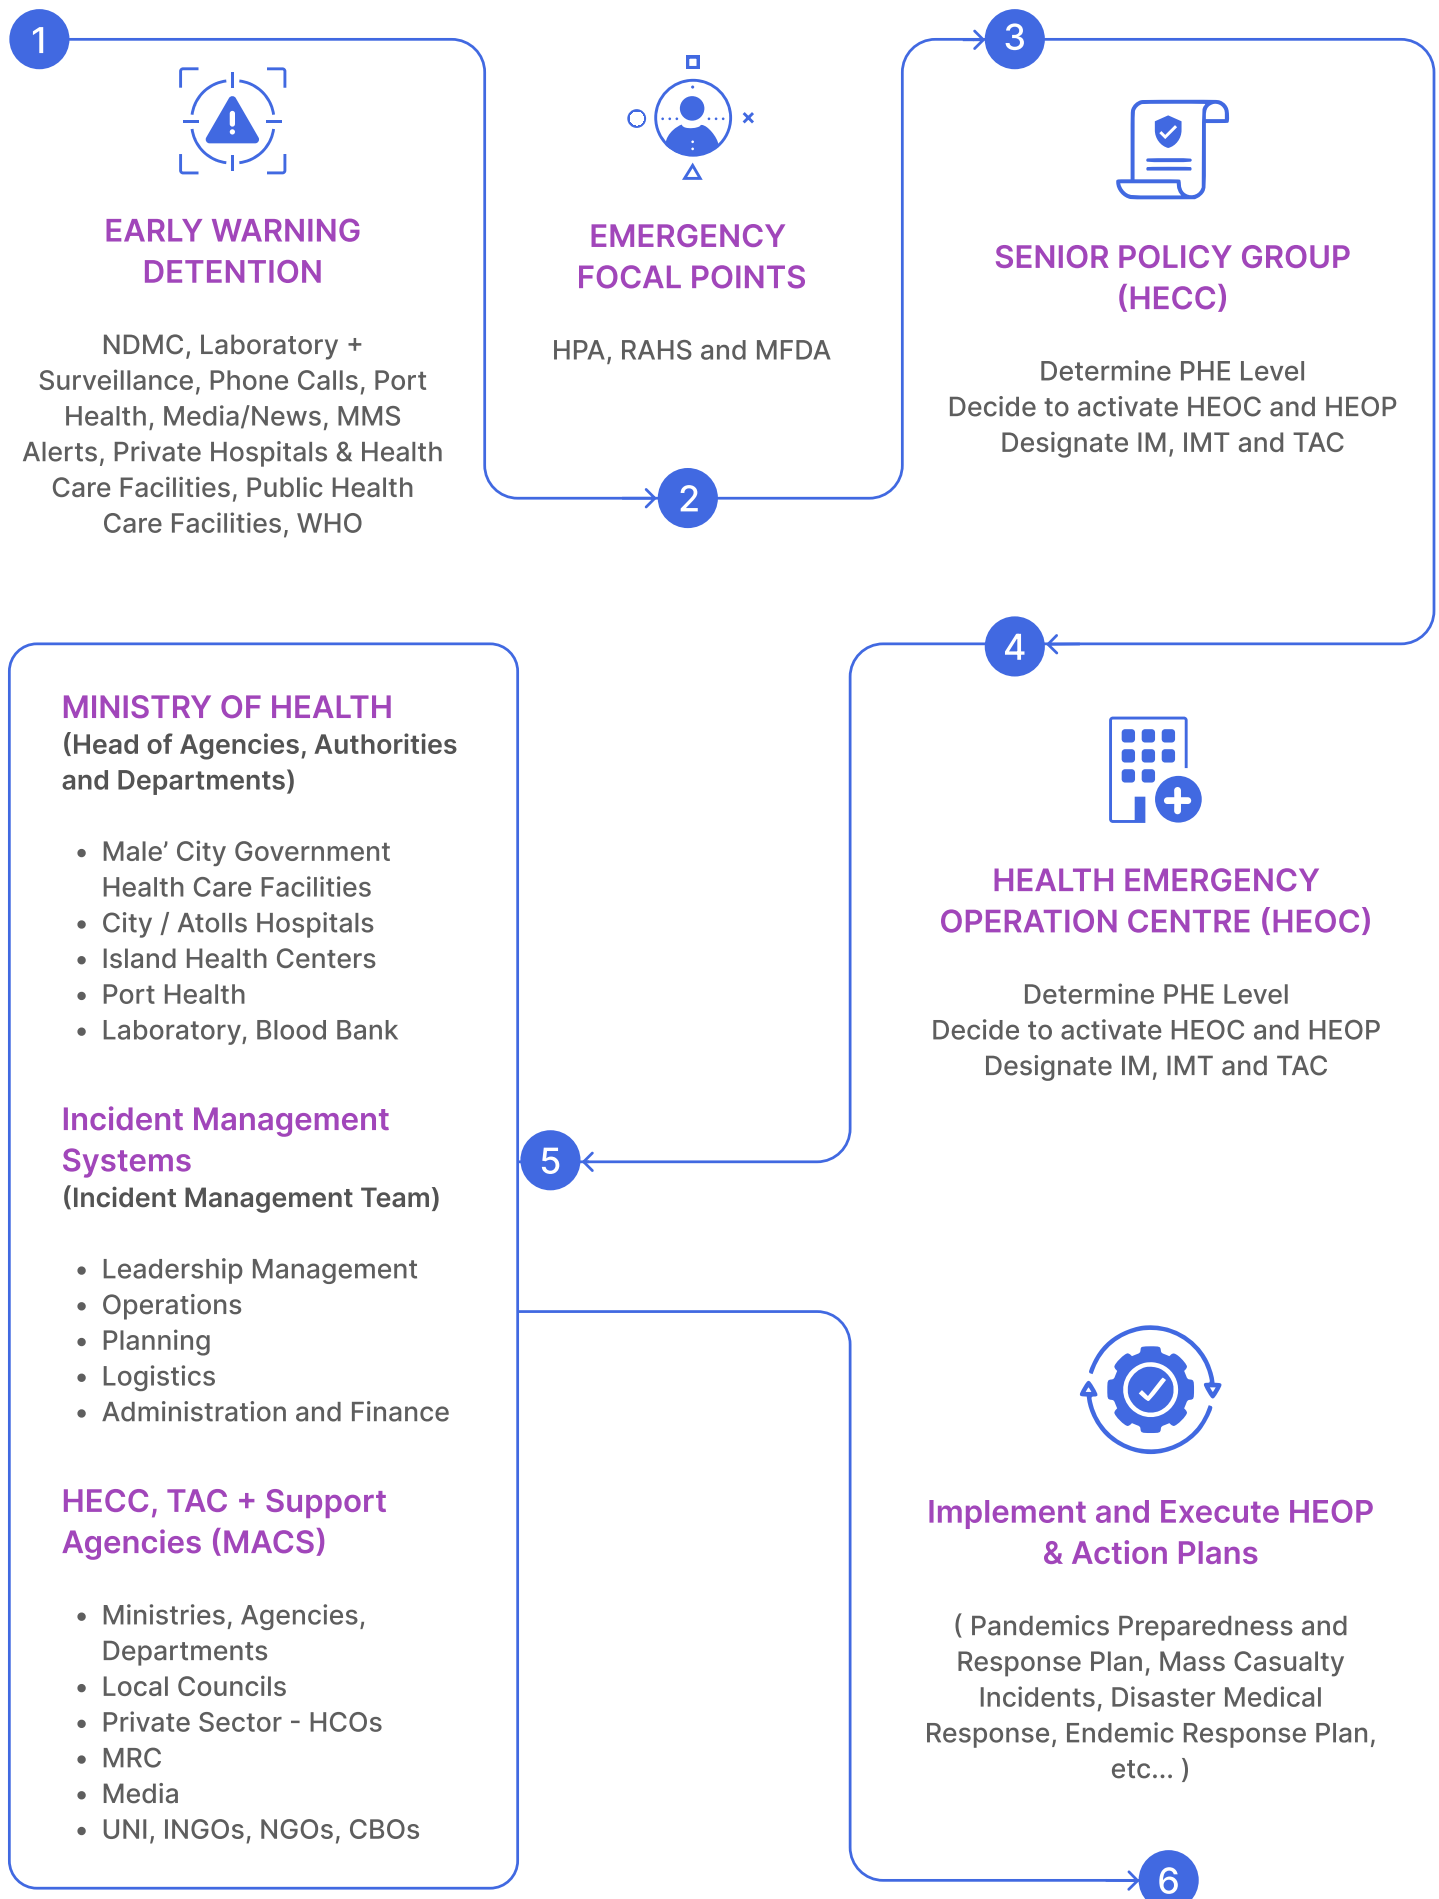 1
EARLY WARNING
DETENTION
NDMC, Laboratory +
Surveillance, Phone Calls, Port
Health, Media/News, MMS
Alerts, Private Hospitals & Health
Care Facilities, Public Health
Care Facilities, WHO
EMERGENCY
FOCAL POINTS
HPA, RAHS and MFDA
2
3
SENIOR POLICY GROUP
(HECC)
Determine PHE Level
Decide to activate HEOC and HEOP
Designate IM, IMT and TAC
4
HEALTH EMERGENCY
OPERATION CENTRE (HEOC)
Determine PHE Level
Decide to activate HEOC and HEOP
Designate IM, IMT and TAC
5
MINISTRY OF HEALTH
(Head of Agencies, Authorities
and Departments)
• Male’ City Government
Health Care Facilities
• City / Atolls Hospitals
• Island Health Centers
• Port Health
• Laboratory, Blood Bank
Incident Management
Systems
(Incident Management Team)
• Leadership Management
• Operations
• Planning
• Logistics
• Administration and Finance
HECC, TAC + Support
Agencies (MACS)
• Ministries, Agencies,
Departments
• Local Councils
• Private Sector - HCOs
• MRC
• Media
• UNI, INGOs, NGOs, CBOs
Implement and Execute HEOP
& Action Plans
( Pandemics Preparedness and
Response Plan, Mass Casualty
Incidents, Disaster Medical
Response, Endemic Response Plan,
etc... )
6